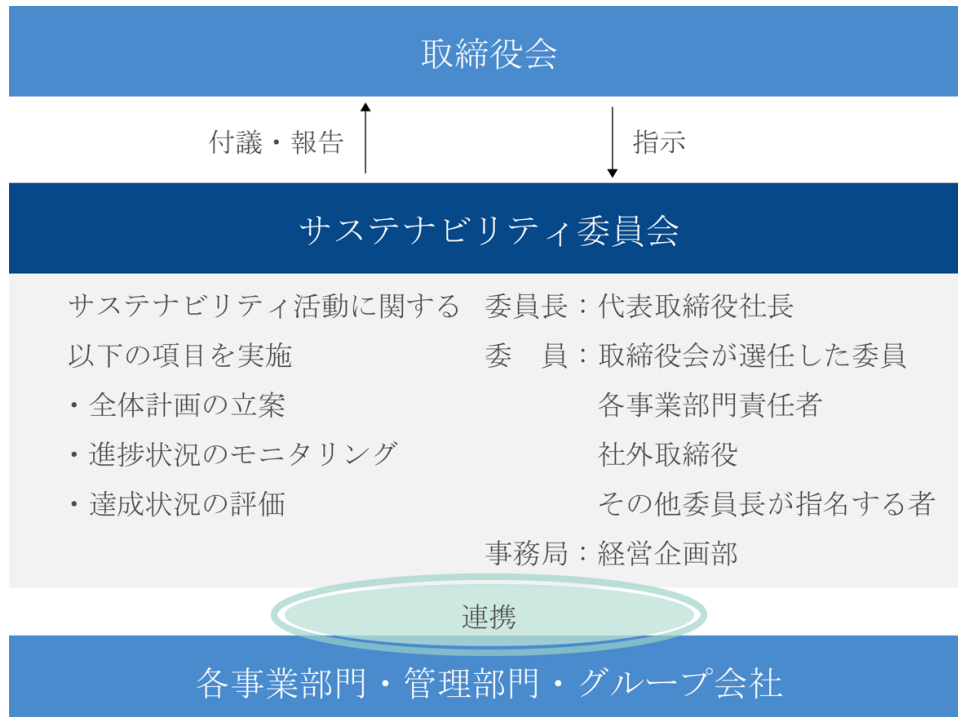 取締役会
付議・報告
指示
サステナビリティ委員会
サステナビリティ活動に関する
以下の項目を実施
・全体計画の立案
・進捗状況のモニタリング
・達成状況の評価
委員長：代表取締役社長
委　員：取締役会が選任した委員
各事業部門責任者
社外取締役
その他委員長が指名する者
事務局：経営企画部
連携
各事業部門・管理部門・グループ会社